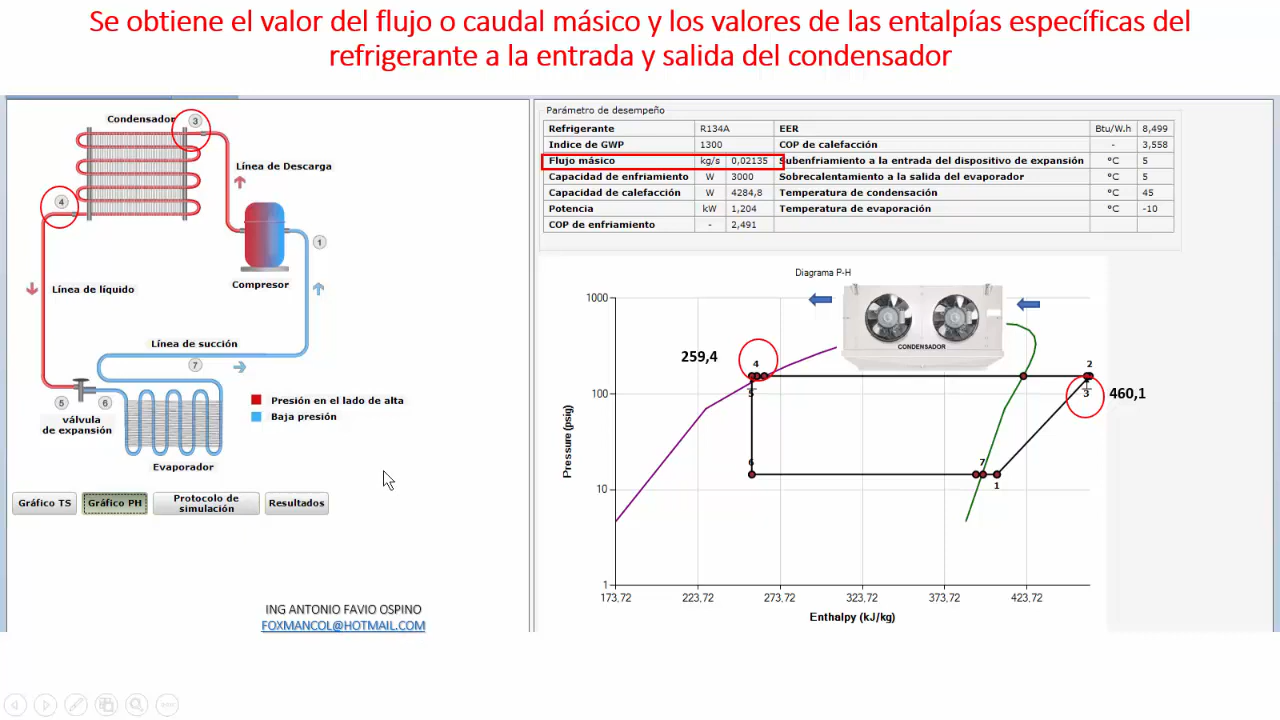 Se obtiene el valor del flujo o caudal másico y los valores de las entalpías específicas del
refrigerante a la entrada y salida del condensador
Condensador
3
Línea de Descarga
4
1
Compresor
Línea de líquido
Línea de succión
7
5
6
válvula
de expansión
Presión en el lado de alta
Baja presión
Evaporador
Gráfico TS
Gráfico PH
Protocolo de
simulación
Resultados
ING ANTONIO FAVIO OSPINO
FOXMANCOL@HOTMAIL.COM
Parámetro de desempeño
Refrigerante R134A EER Btu/W.h 8,499
Indice de GWP 1300 COP de calefacción - 3,558
Flujo másico kg/s 0,02135 Subenfriamiento a la entrada del dispositivo de expansión °C 5
Capacidad de enfriamiento W 3000 Sobrecalentamiento a la salida del evaporador °C 5
Capacidad de calefacción W 4284,8 Temperatura de condensación °C 45
Potencia kW 1,204 Temperatura de evaporación °C -10
COP de enfriamiento - 2,491
Diagrama P-H
1000
CONDENSADOR
259,4
4
2
100
5
3
460,1
Pressure (psig)
6
7
10
1
1
173,72 223,72 273,72 323,72 373,72 423,72
Enthalpy (kJ/kg)